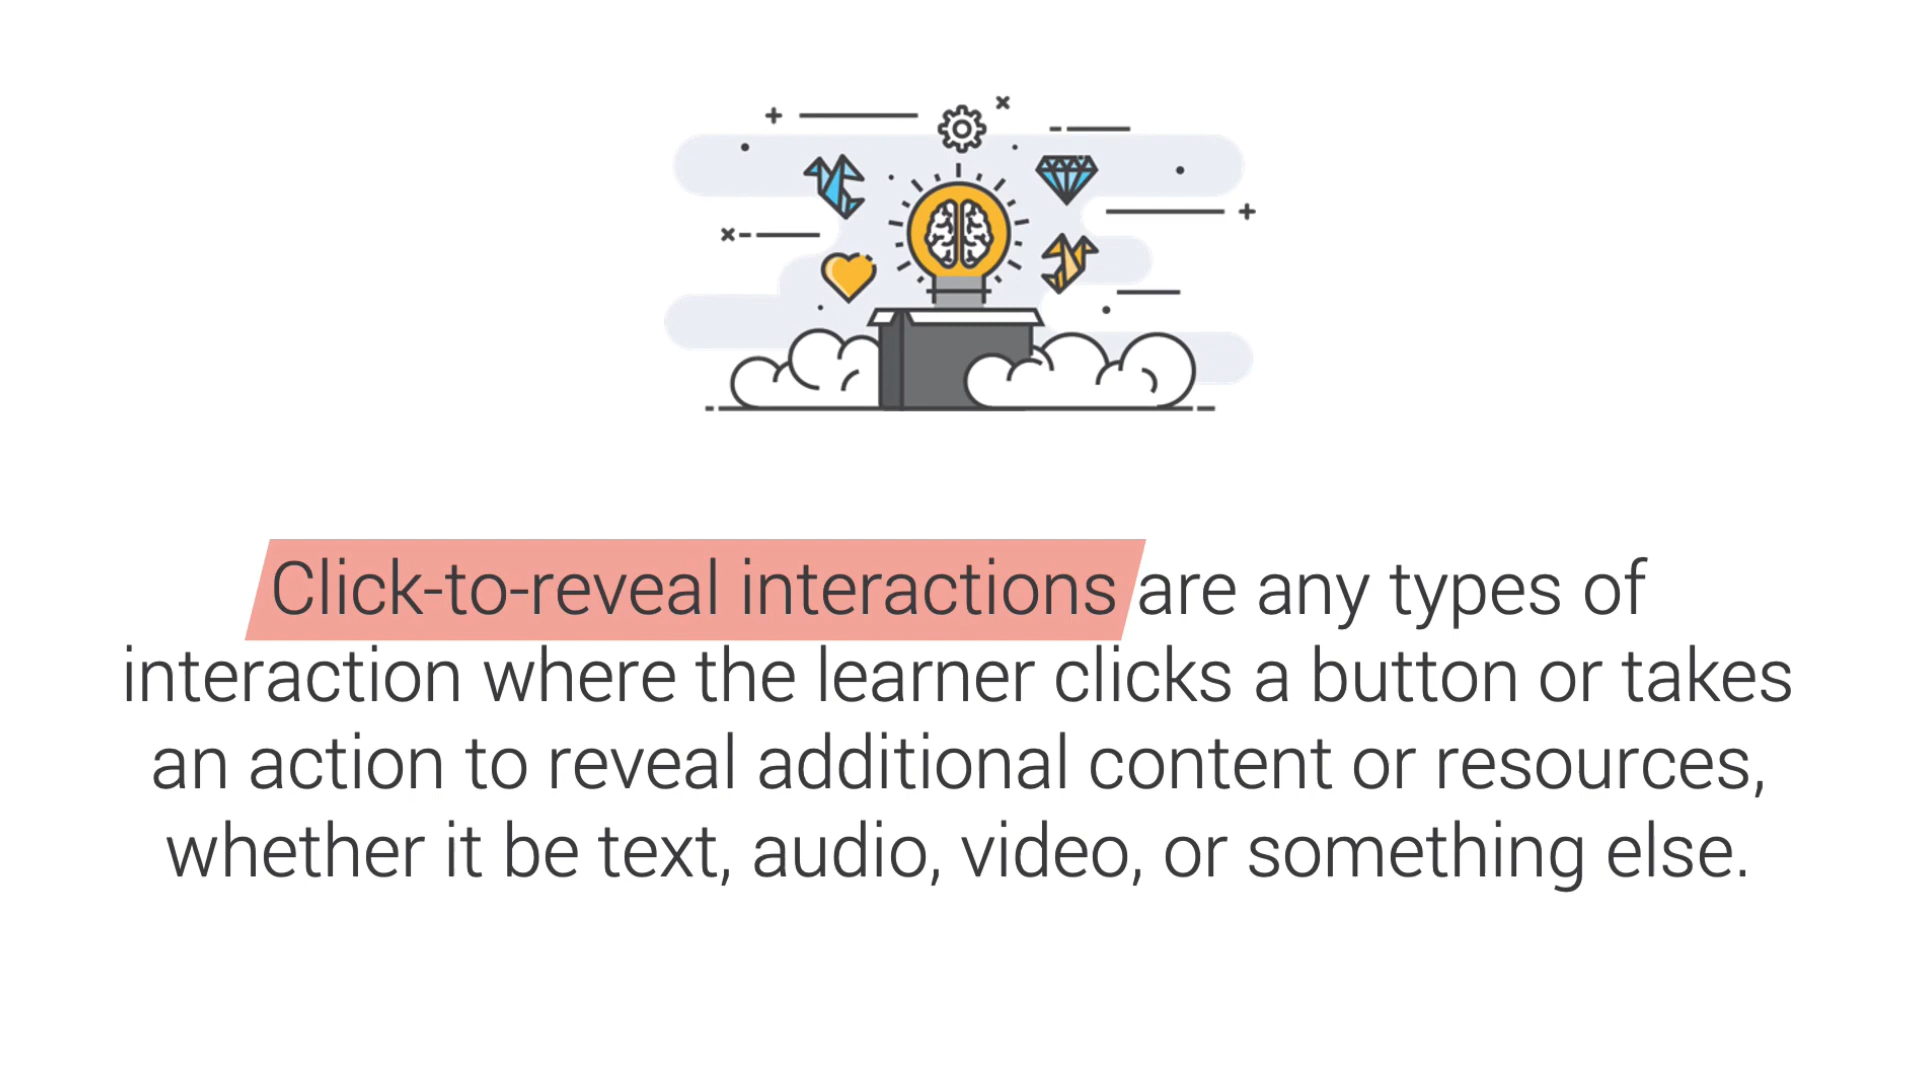 Click-to-reveal interactions are any types of
interaction where the learner clicks a button or takes
an action to reveal additional content or resources,
whether it be text, audio, video, or something else.